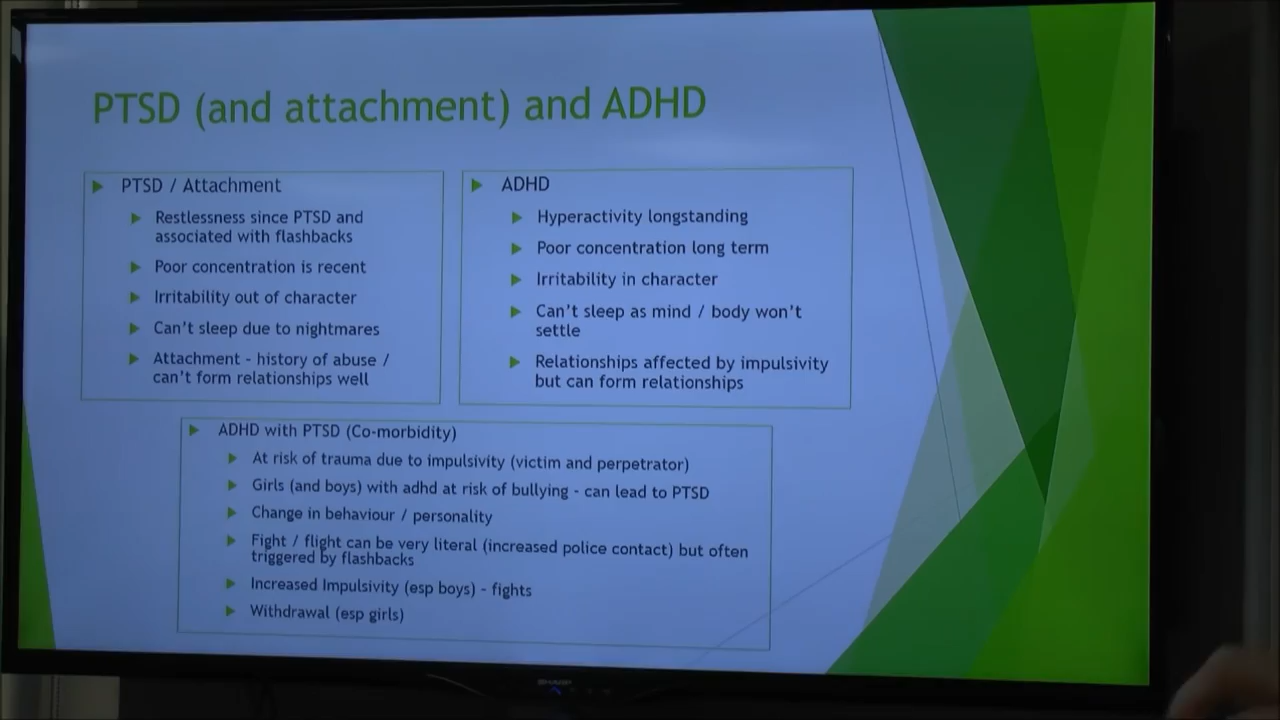 PTSD (and attachment) and ADHD
PTSD / Attachment
Restlessness since PTSD and
associated with flashbacks
Poor concentration is recent
Irritability out of character
Can't sleep due to nightmares
Attachment - history of abuse /
can't form relationships well
ADHD
Hyperactivity longstanding
Poor concentration long term
Irritability in character
Can't sleep as mind / body won't
settle
Relationships affected by impulsivity
but can form relationships
ADHD with PTSD (Co-morbidity)
At risk of trauma due to impulsivity (victim and perpetrator)
Girls (and boys) with adhd at risk of bullying - can lead to PTSD
Change in behaviour / personality
Fight / flight can be very literal (increased police contact) but often
triggered by flashbacks
Increased Impulsivity (esp boys) - fights
Withdrawal (esp girls)
SHARP